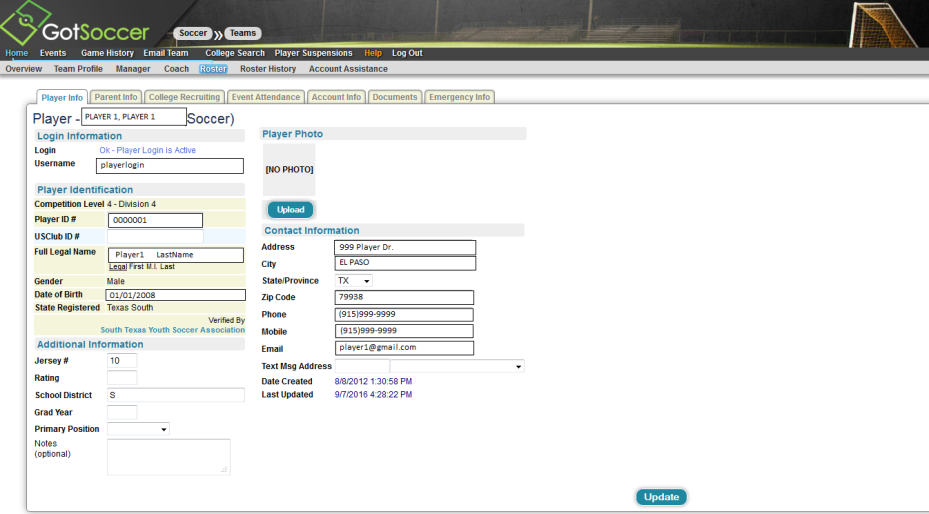 GotSoccer Soccer » Teams
Home Events Game History Email Team College Search Player Suspensions Help Log Out
Overview Team Profile Manager Coach Roster Roster History Account Assistance
Player Info Parent Info College Recruiting Event Attendance Account Info Documents Emergency Info
Player - PLAYER 1, PLAYER 1 Soccer)
Login Information
Login Ok - Player Login is Active
Username playerlogin
Player Identification
Competition Level 4 - Division 4
Player ID # 0000001
USClub ID #
Full Legal Name Player1 LastName
Legal First M.I. Last
Gender Male
Date of Birth 01/01/2008
State Registered Texas South
Verified By
South Texas Youth Soccer Association
Additional Information
Jersey # 10
Rating
School District S
Grad Year
Primary Position
Notes
(optional)
Player Photo
[NO PHOTO]
Upload
Contact Information
Address 999 Player Dr.
City EL PASO
State/Province TX
Zip Code 79938
Phone (915)999-9999
Mobile (915)999-9999
Email player1@gmail.com
Text Msg Address
Date Created 8/8/2012 1:30:58 PM
Last Updated 9/7/2016 4:28:22 PM
Update